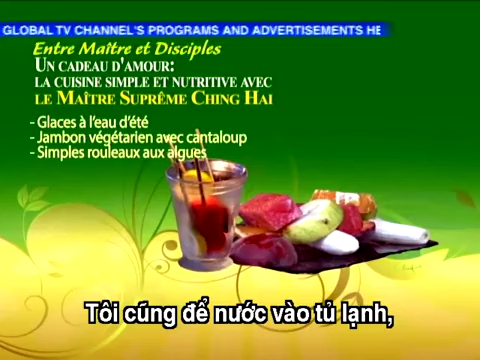 GLOBAL TV CHANNEL'S PROGRAMS AND ADVERTISEMENTS HE
Entre Maître et Disciples
UN CADEAU D'AMOUR:
LA CUISINE SIMPLE ET NUTRITIVE AVEC
LE MAÎTRE SUPRÊME CHING HAI
- Glaces à l'eau d'été
- Jambon végétarien avec cantaloup
- Simples rouleaux aux algues
Tôi cũng để nước vào tủ lạnh,